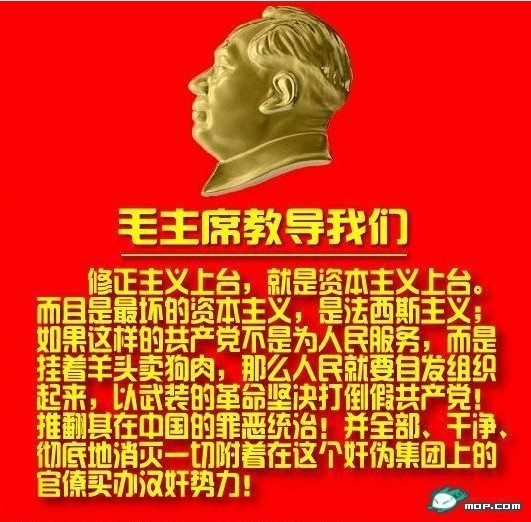 毛主席教导我们
修正主义上台，就是资本主义上台。
而且是最坏的资本主义，是法西斯主义；
如果这样的共产党不是为人民服务，而是
挂着羊头卖狗肉，那么人民就要自发组织
起来，以武装的革命坚决打倒假共产党！
推翻其在中国的罪恶统治！并全部、干净、
彻底地消灭一切附着在这个奸伪集团上的
官僚买办汉奸势力！
MOP.COM